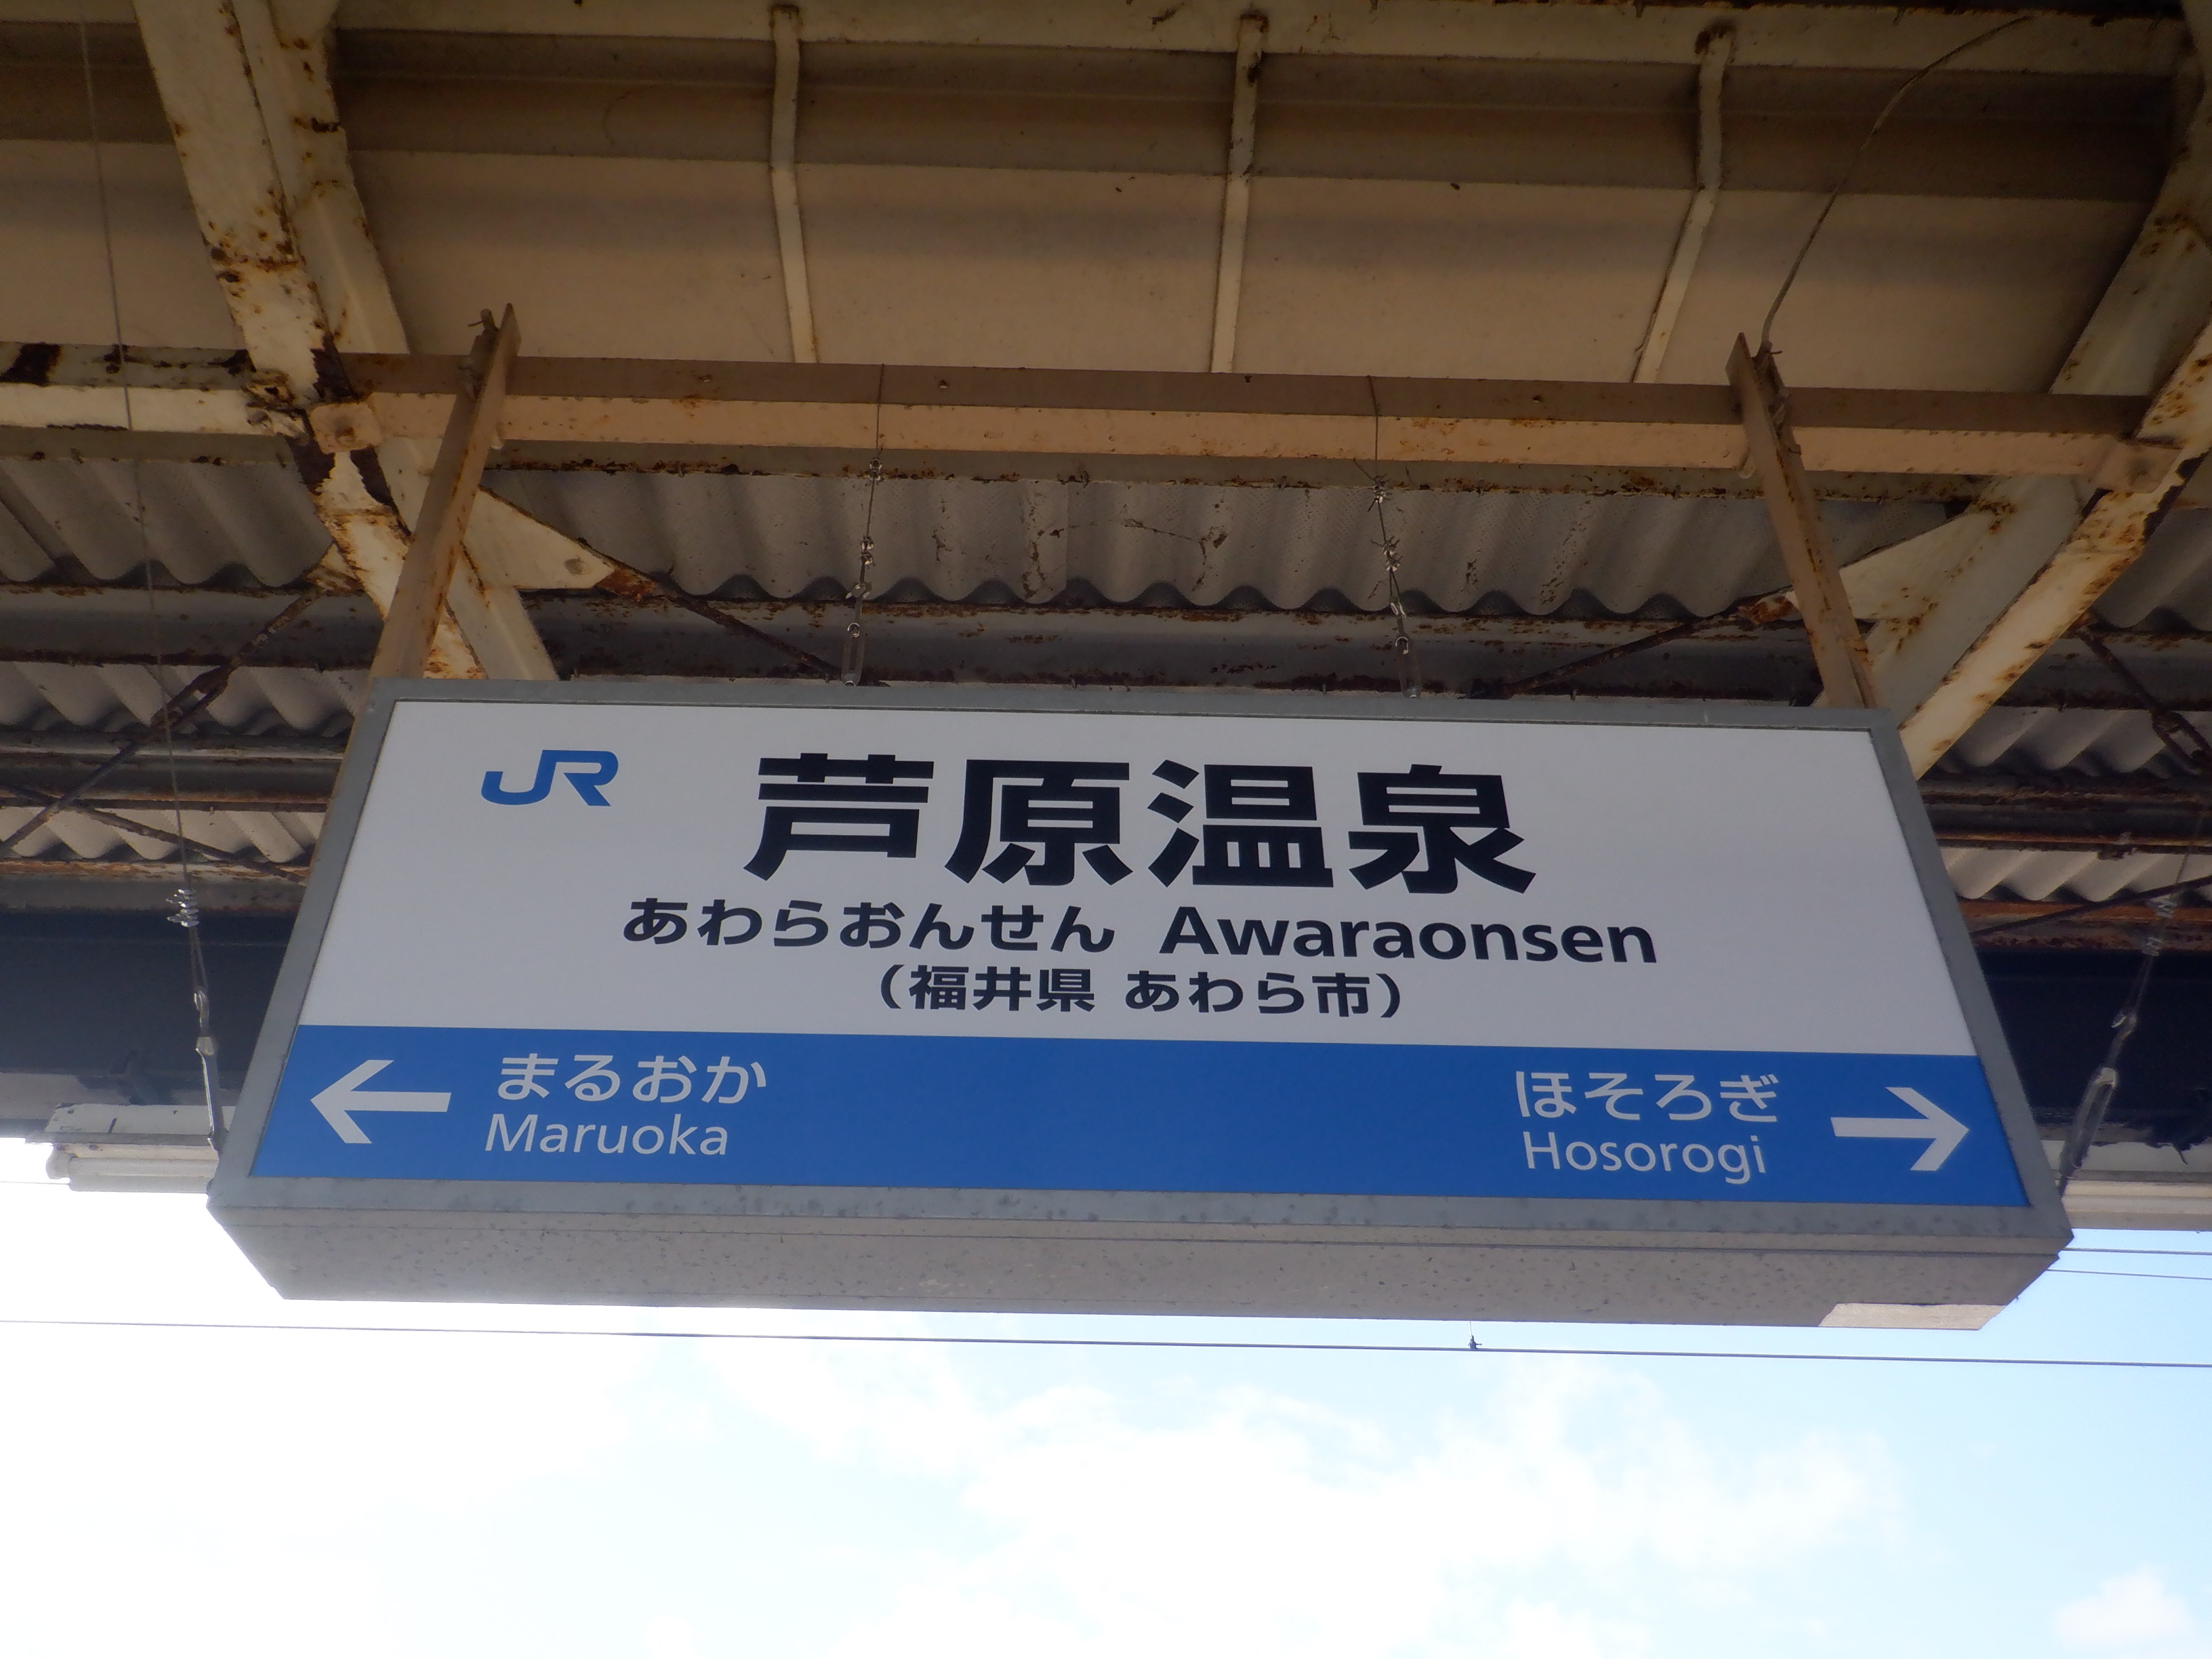 JR
芦原温泉
あわらおんせん Awaraonsen
（福井県 あわら市）
← まるおか
Maruoka
ほそろぎ →
Hosorogi